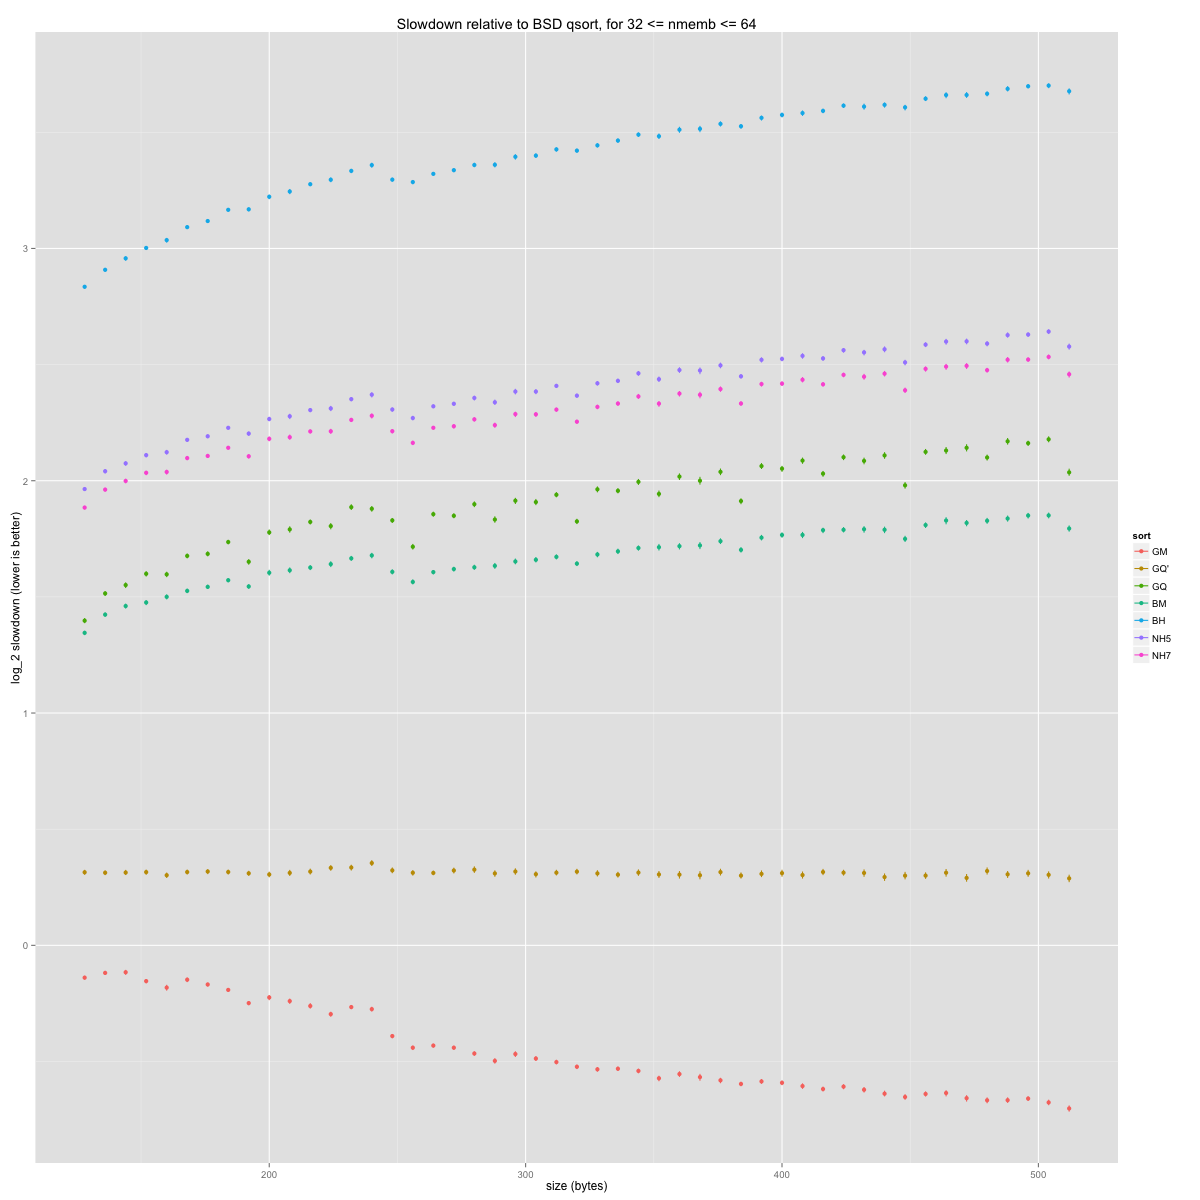 Slowdown relative to BSD qsort, for 32 <= nmemb <= 64
log_2 slowdown (lower is better)
3
2
1
0
200
300
400
500
size (bytes)
sort
GM
GQ'
GQ
BM
BH
NH5
NH7